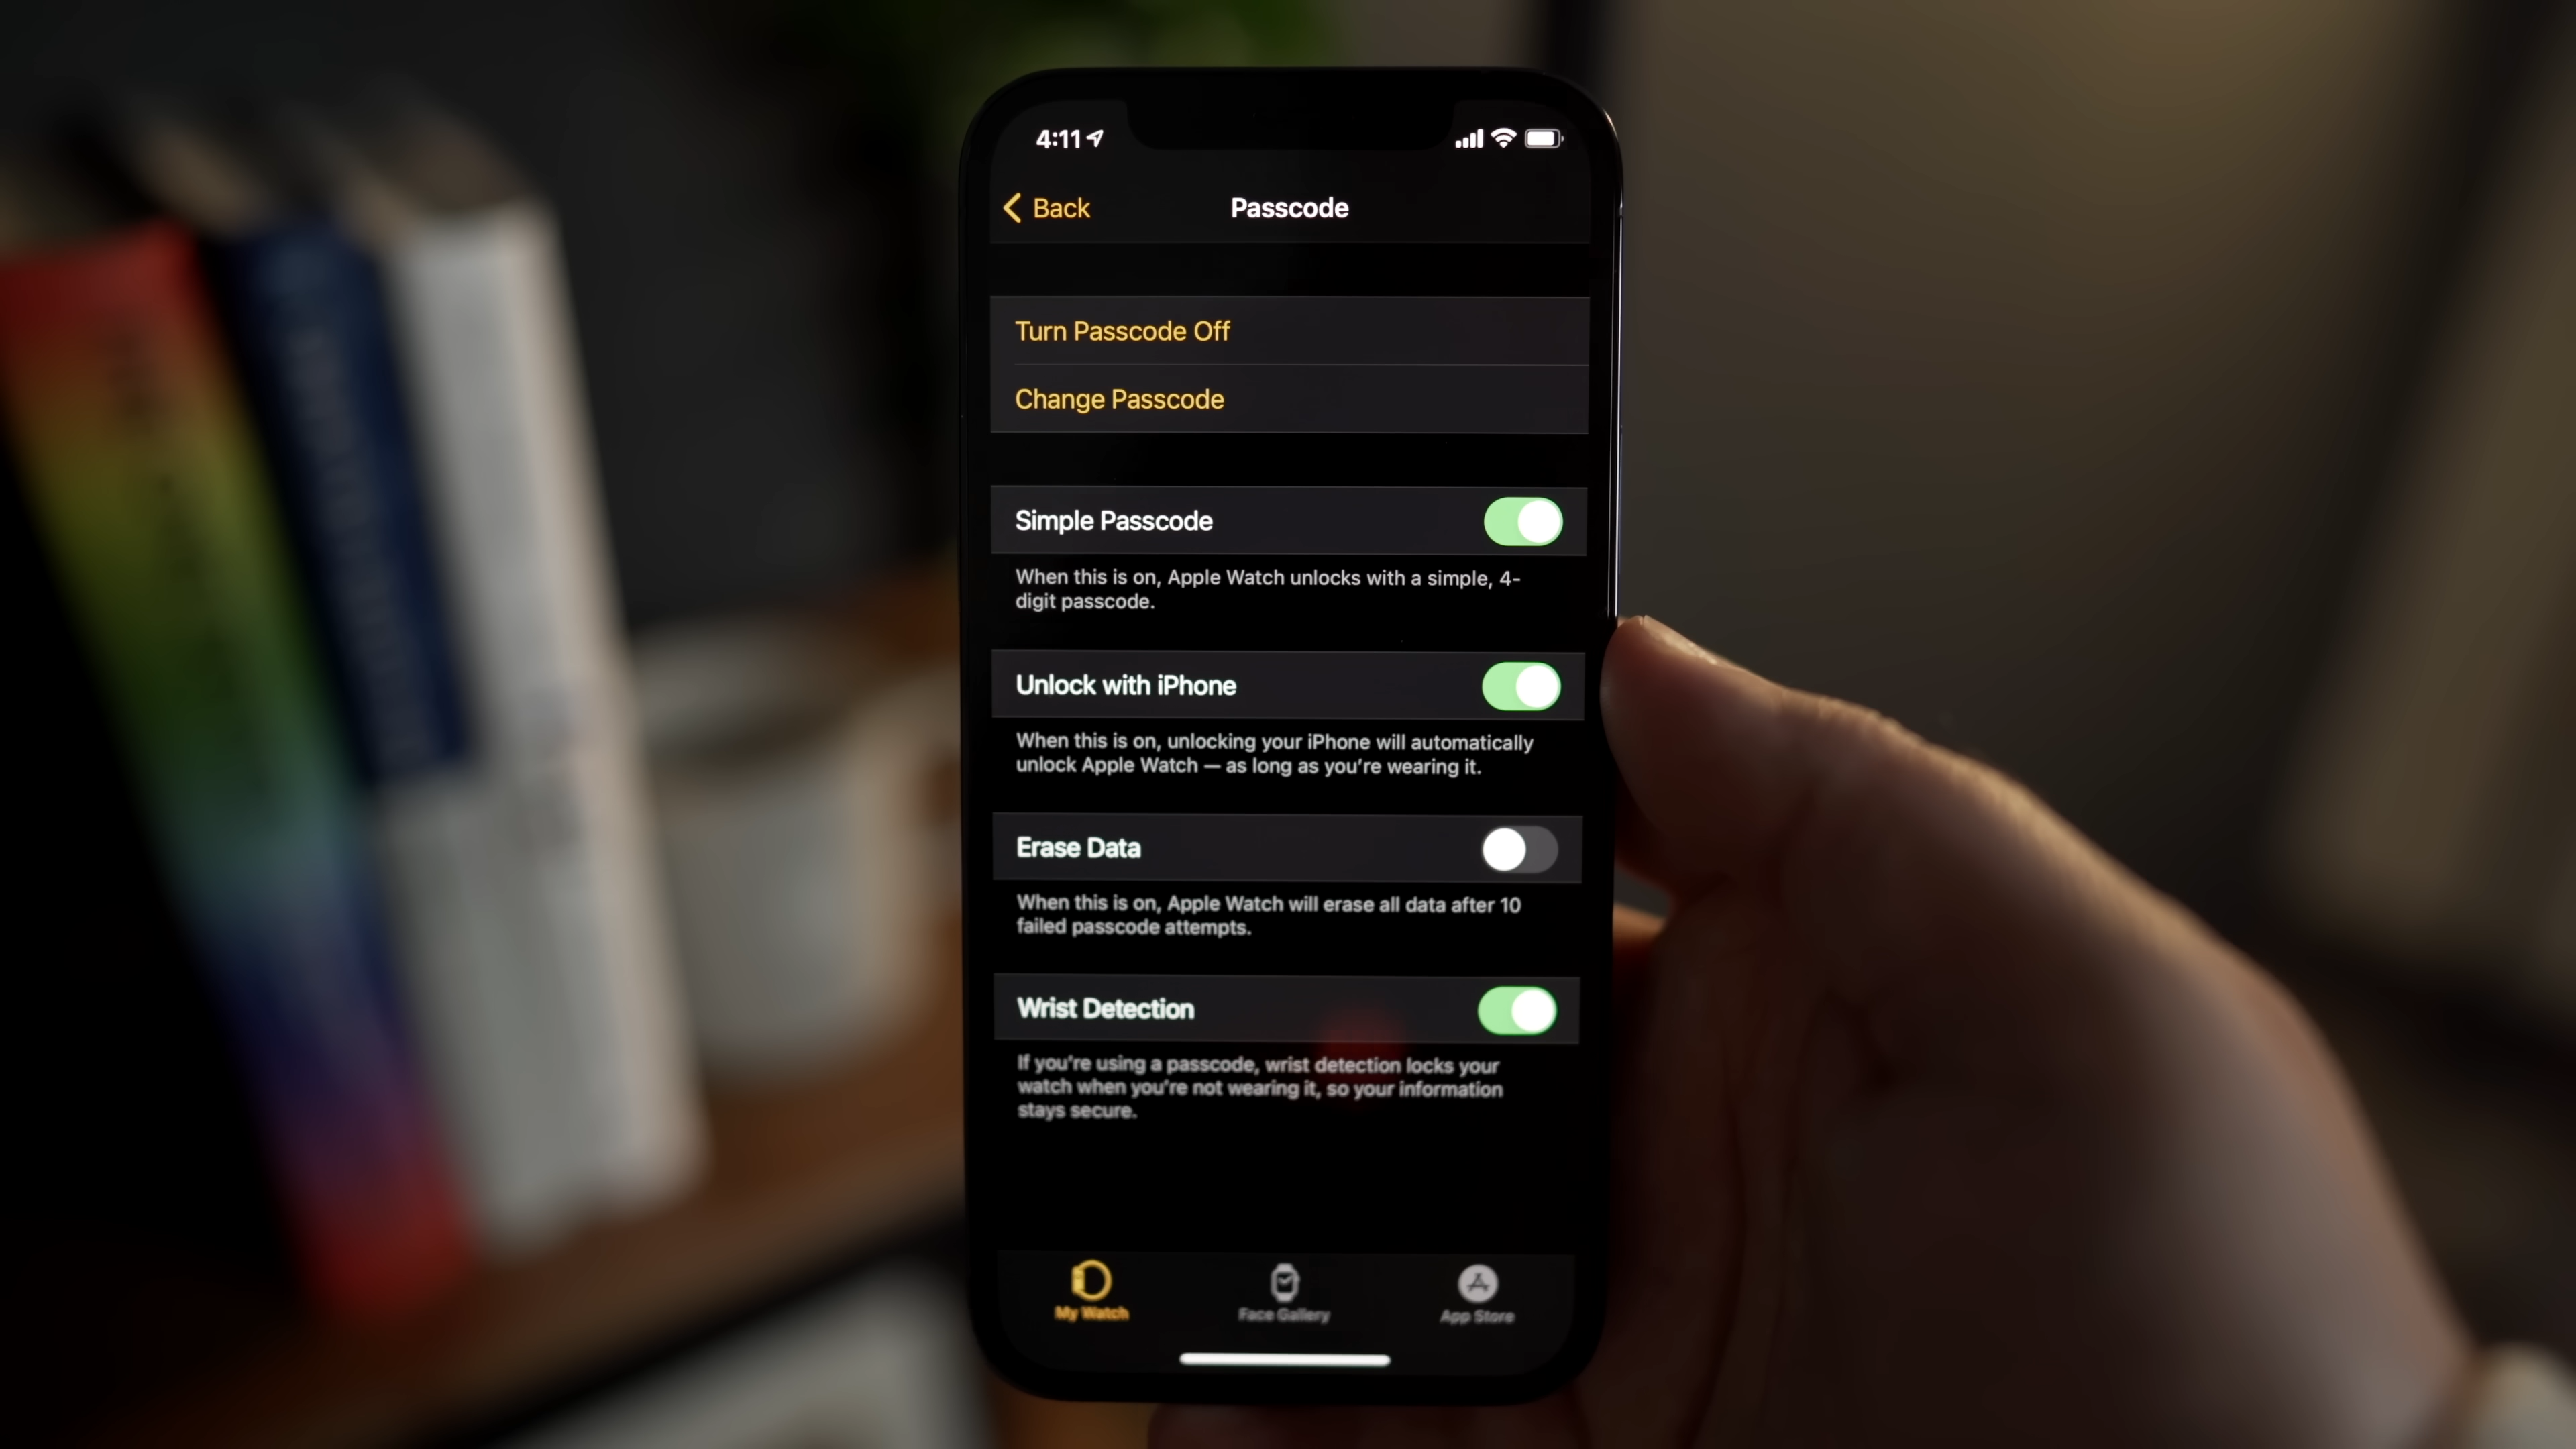 4:11
Back
Passcode
Turn Passcode Off
Change Passcode
Simple Passcode
When this is on, Apple Watch unlocks with a simple, 4-
digit passcode.
Unlock with iPhone
When this is on, unlocking your iPhone will automatically
unlock Apple Watch — as long as you're wearing it.
Erase Data
When this is on, Apple Watch will erase all data after 10
failed passcode attempts.
Wrist Detection
If you're using a passcode, wrist detection locks your
watch when you're not wearing it, so your information
stays secure.
My Watch
Face Gallery
App Store